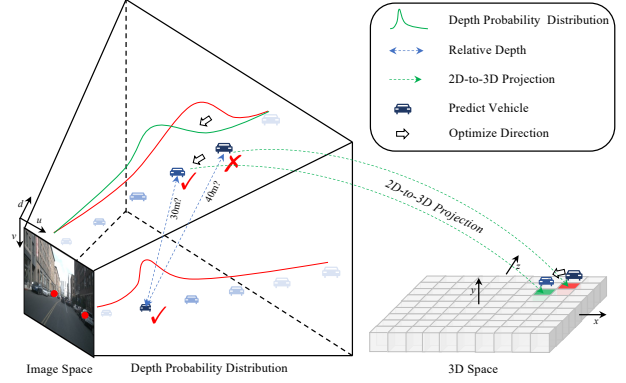 Depth Probability Distribution
Relative Depth
2D-to-3D Projection
Predict Vehicle
Optimize Direction
d
u
v
30m?
40m?
2D-to-3D Projection
z
y
x
Image Space
Depth Probability Distribution
3D Space